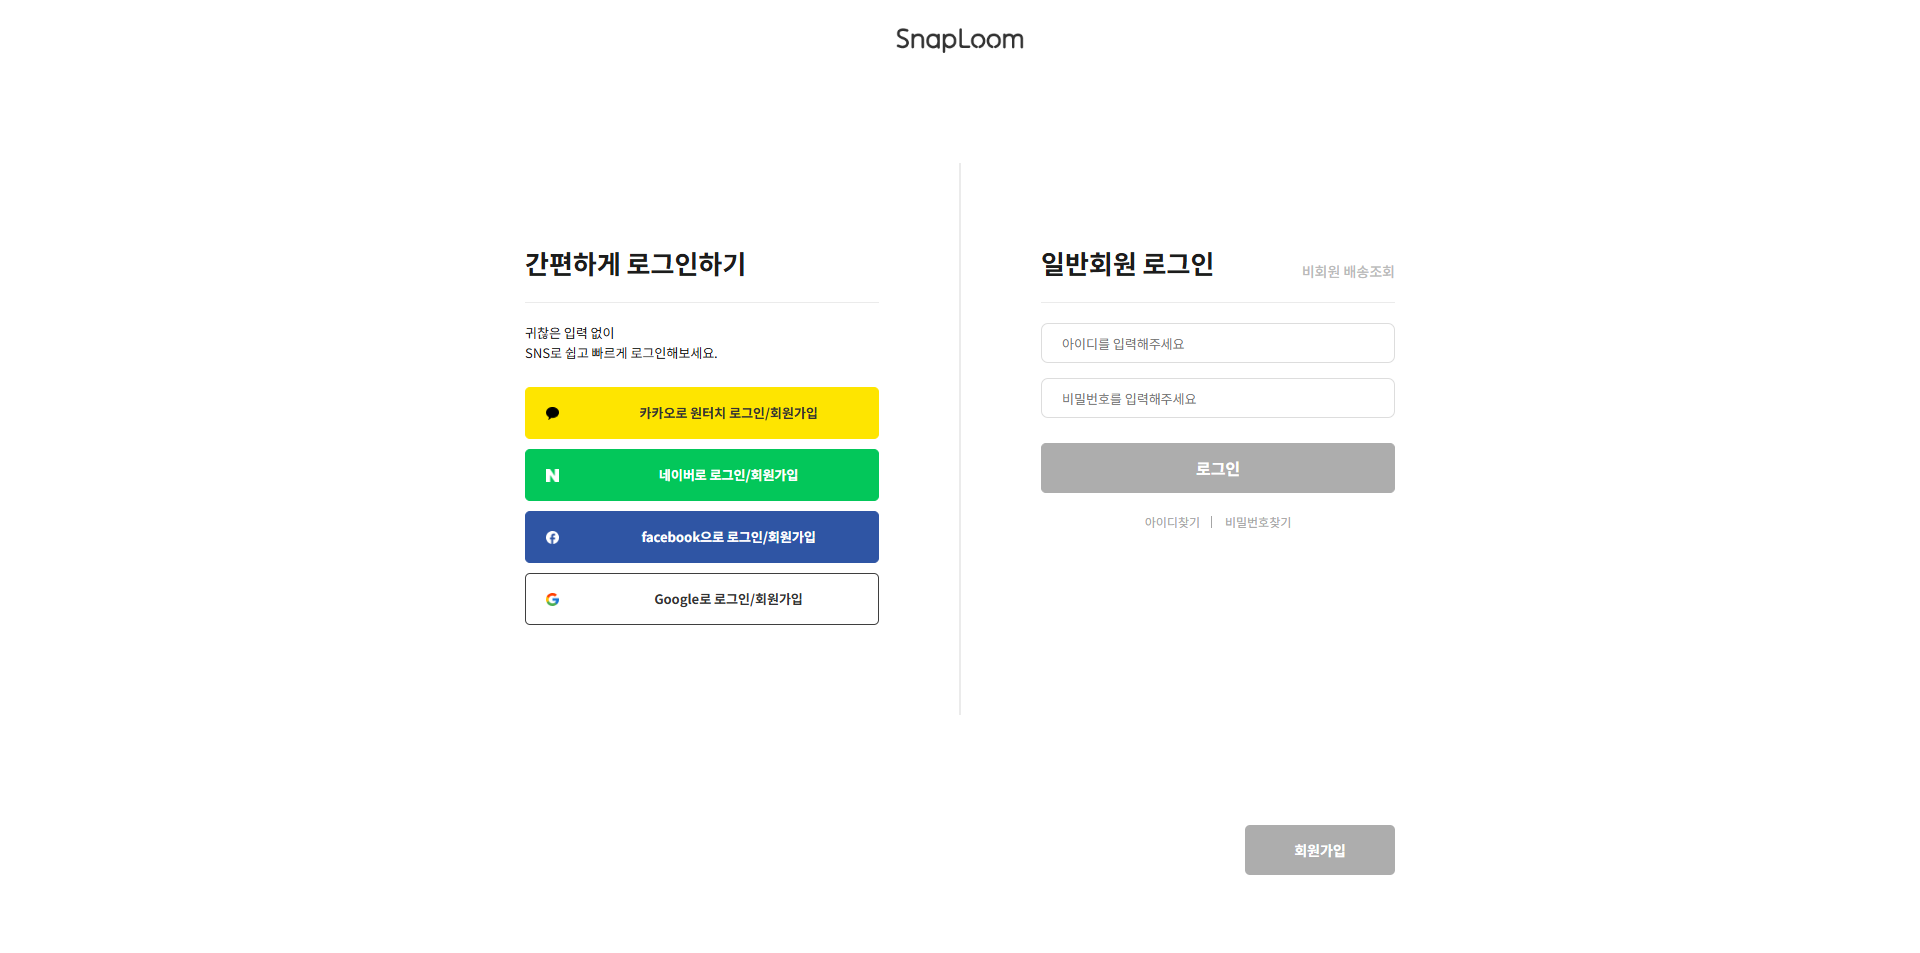 SnapLoom
간편하게 로그인하기
귀찮은 입력 없이
SNS로 쉽고 빠르게 로그인해보세요.
카카오로 원터치 로그인/회원가입
네이버로 로그인/회원가입
facebook으로 로그인/회원가입
Google로 로그인/회원가입
일반회원 로그인
비회원 배송조회
아이디를 입력해주세요
비밀번호를 입력해주세요
로그인
아이디찾기 | 비밀번호찾기
회원가입